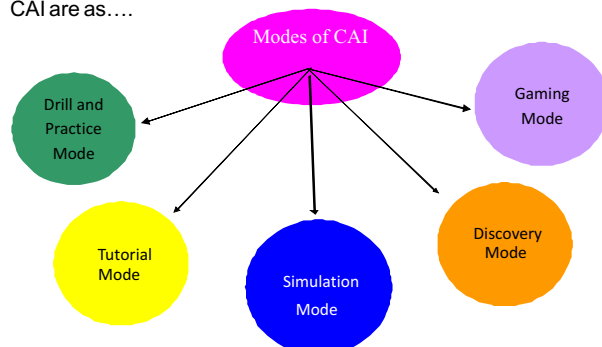 CAI are as….
Modes of CAI
Drill and
Practice
Mode
Gaming
Mode
Tutorial
Mode
Simulation
Mode
Discovery
Mode